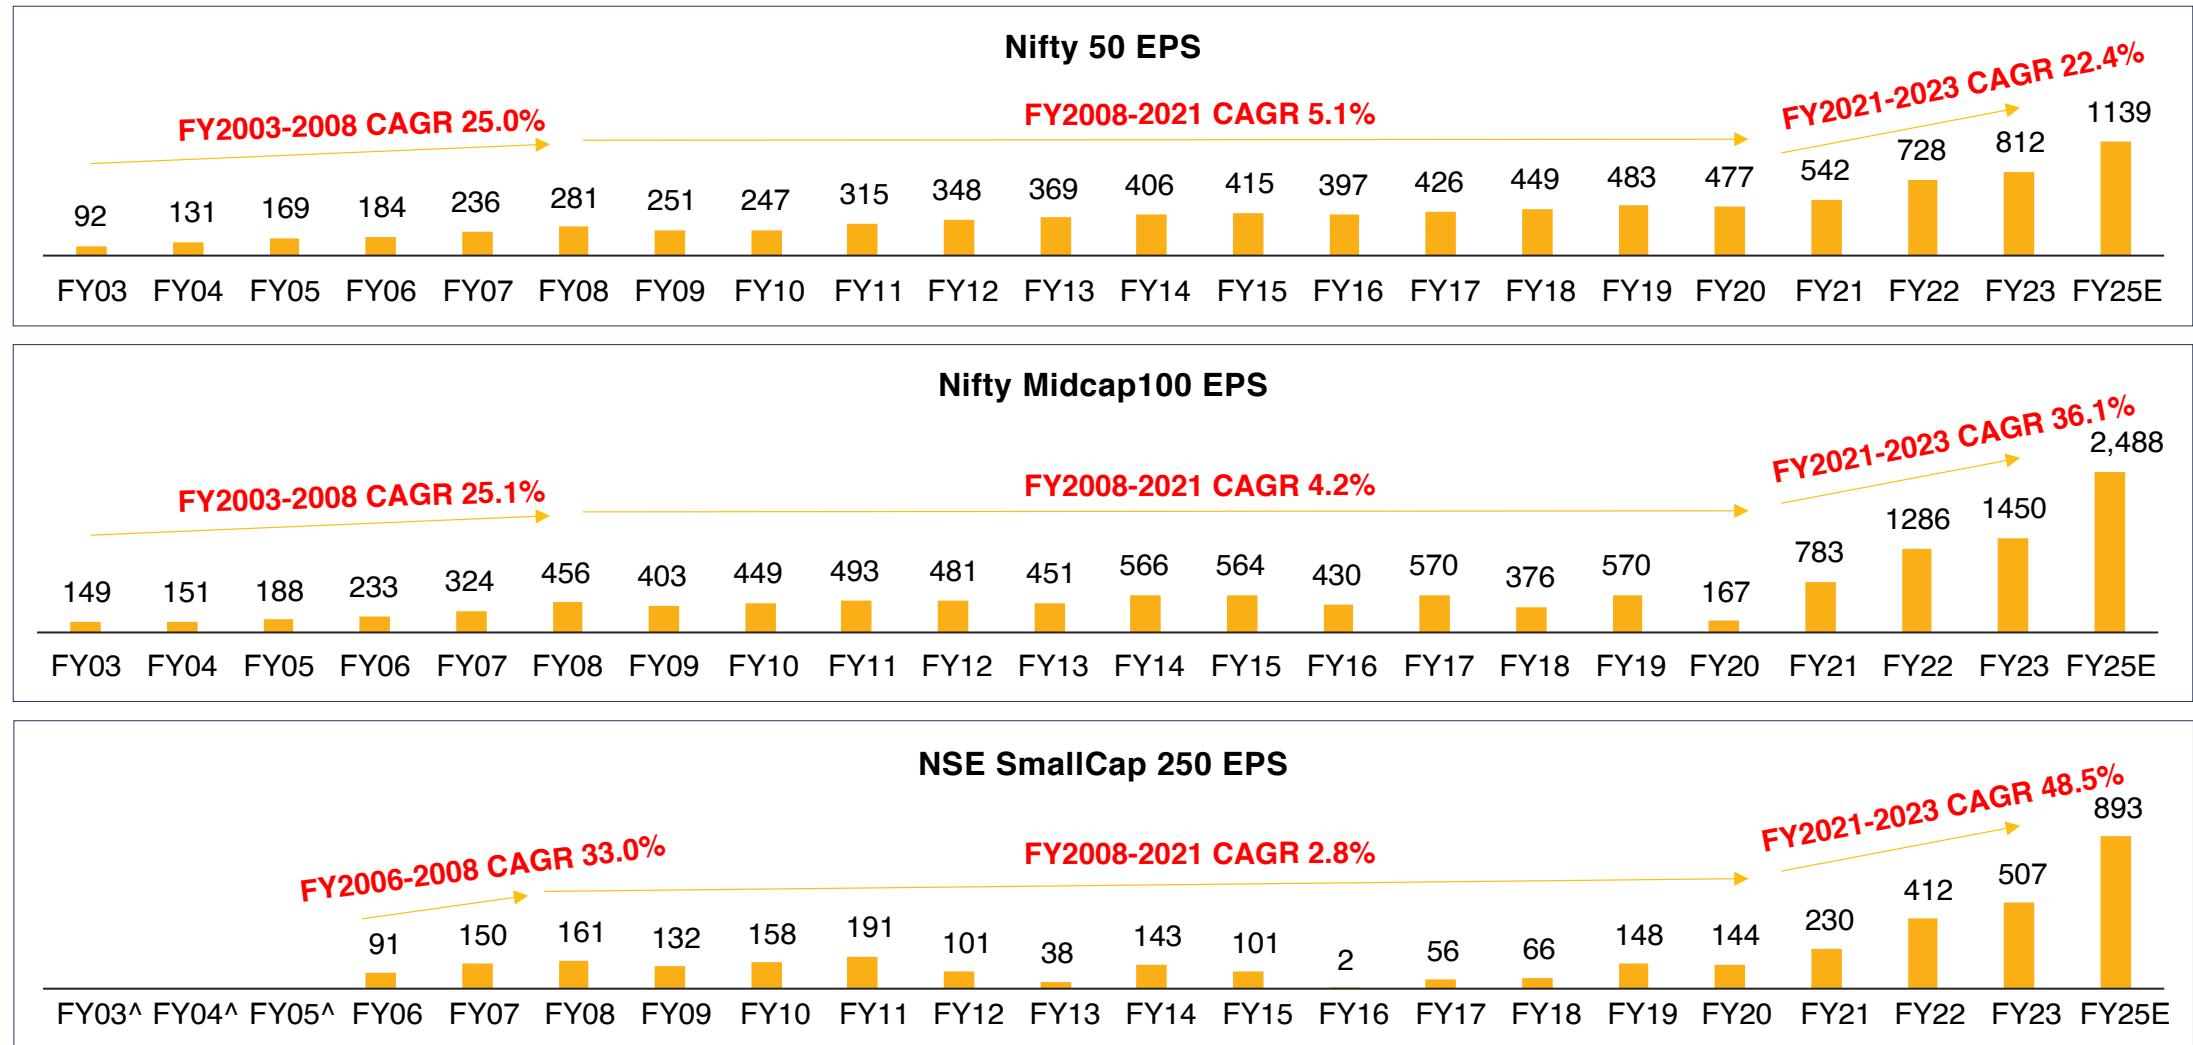 Nifty 50 EPS
FY2003-2008 CAGR 25.0%
FY2008-2021 CAGR 5.1%
FY2021-2023 CAGR 22.4%
92 131 169 184 236 281 251 247 315 348 369 406 415 397 426 449 483 477 542 728 812 1139
FY03 FY04 FY05 FY06 FY07 FY08 FY09 FY10 FY11 FY12 FY13 FY14 FY15 FY16 FY17 FY18 FY19 FY20 FY21 FY22 FY23 FY25E
Nifty Midcap100 EPS
FY2003-2008 CAGR 25.1%
FY2008-2021 CAGR 4.2%
FY2021-2023 CAGR 36.1%
149 151 188 233 324 456 403 449 493 481 451 566 564 430 570 376 570 167 783 1286 1450 2,488
FY03 FY04 FY05 FY06 FY07 FY08 FY09 FY10 FY11 FY12 FY13 FY14 FY15 FY16 FY17 FY18 FY19 FY20 FY21 FY22 FY23 FY25E
NSE SmallCap 250 EPS
FY2006-2008 CAGR 33.0%
FY2008-2021 CAGR 2.8%
FY2021-2023 CAGR 48.5%
91 150 161 132 158 191 101 38 143 101 2 56 66 148 144 230 412 507 893
FY03^ FY04^ FY05^ FY06 FY07 FY08 FY09 FY10 FY11 FY12 FY13 FY14 FY15 FY16 FY17 FY18 FY19 FY20 FY21 FY22 FY23 FY25E